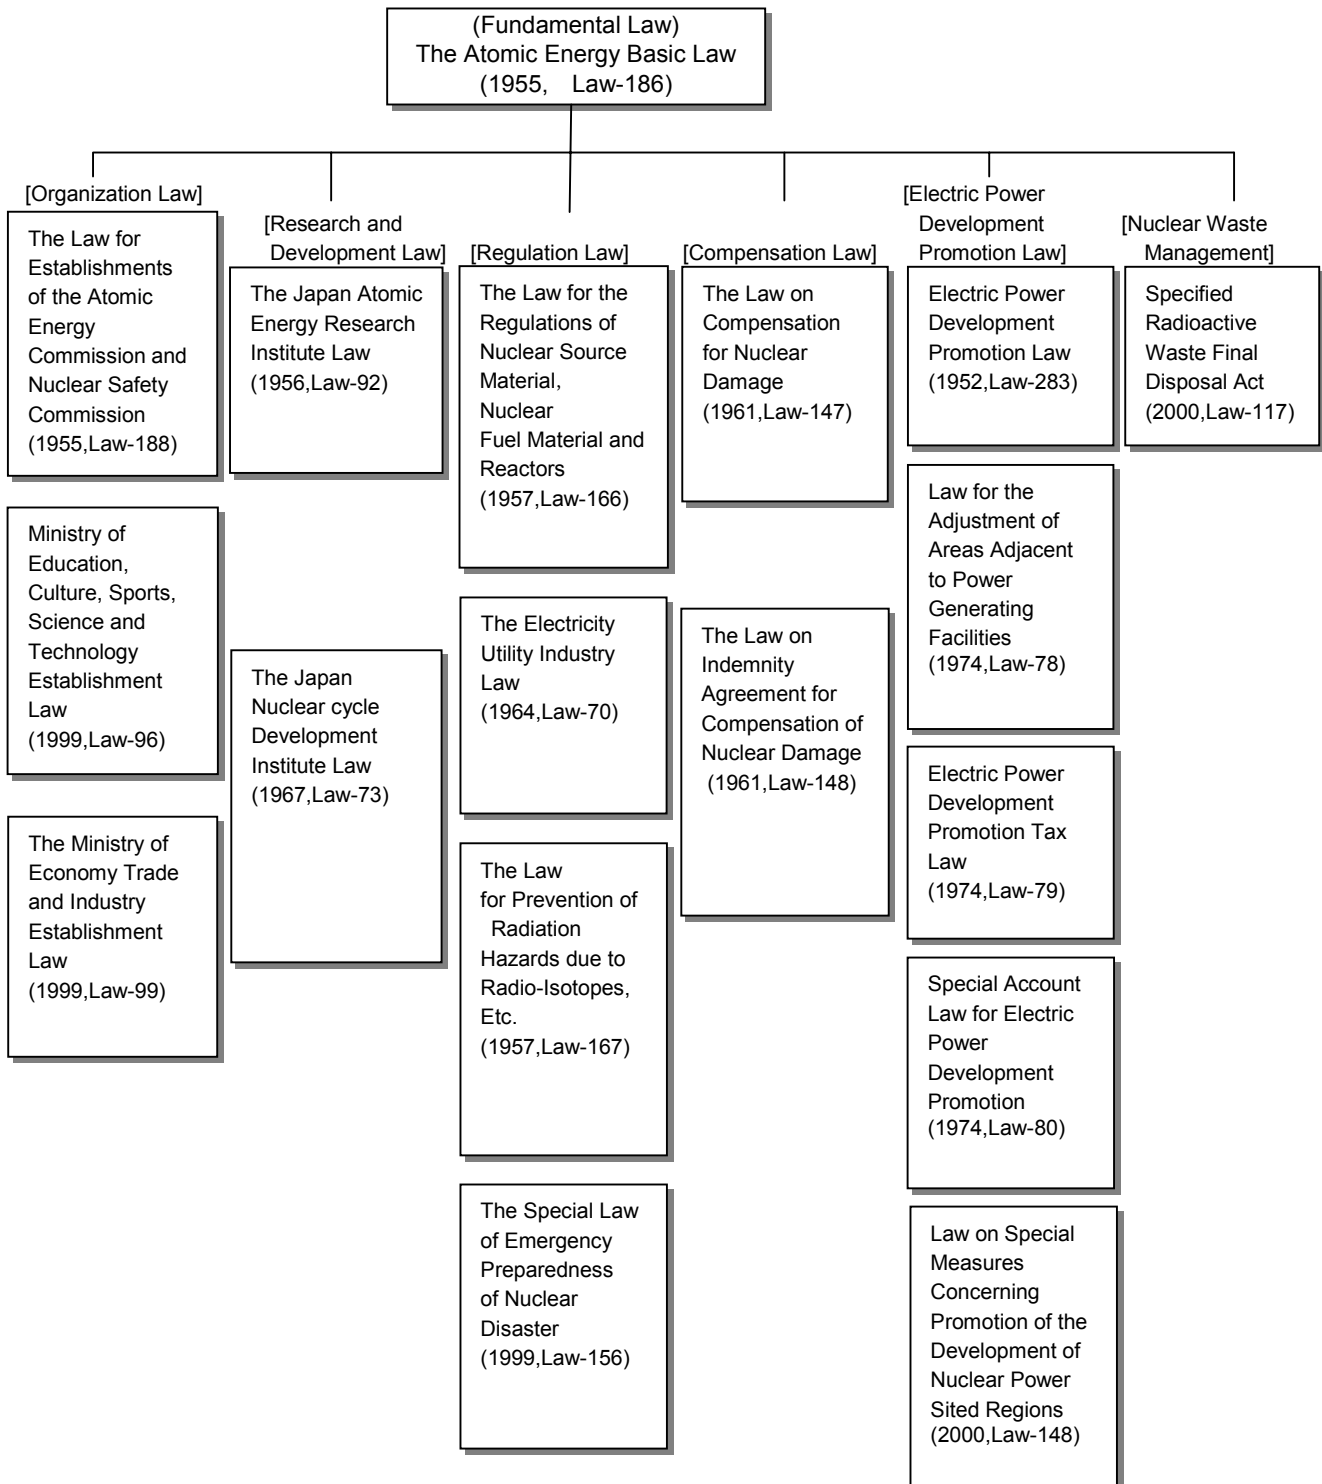 (Fundamental Law)
The Atomic Energy Basic Law
(1955, Law-186)
[Organization Law]
The Law for
Establishments
of the Atomic
Energy
Commission and
Nuclear Safety
Commission
(1955,Law-188)
Ministry of
Education,
Culture, Sports,
Science and
Technology
Establishment
Law
(1999,Law-96)
The Ministry of
Economy Trade
and Industry
Establishment
Law
(1999,Law-99)
[Research and
Development Law]
The Japan Atomic
Energy Research
Institute Law
(1956,Law-92)
The Japan
Nuclear cycle
Development
Institute Law
(1967,Law-73)
[Regulation Law]
The Law for the
Regulations of
Nuclear Source
Material,
Nuclear
Fuel Material and
Reactors
(1957,Law-166)
The Electricity
Utility Industry
Law
(1964,Law-70)
The Law
for Prevention of
Radiation
Hazards due to
Radio-Isotopes,
Etc.
(1957,Law-167)
The Special Law
of Emergency
Preparedness
of Nuclear
Disaster
(1999,Law-156)
[Compensation Law]
The Law on
Compensation
for Nuclear
Damage
(1961,Law-147)
The Law on
Indemnity
Agreement for
Compensation of
Nuclear Damage
(1961,Law-148)
[Electric Power
Development
Promotion Law]
Electric Power
Development
Promotion Law
(1952,Law-283)
Law for the
Adjustment of
Areas Adjacent
to Power
Generating
Facilities
(1974,Law-78)
Electric Power
Development
Promotion Tax
Law
(1974,Law-79)
Special Account
Law for Electric
Power
Development
Promotion
(1974,Law-80)
Law on Special
Measures
Concerning
Promotion of the
Development of
Nuclear Power
Sited Regions
(2000,Law-148)
[Nuclear Waste
Management]
Specified
Radioactive
Waste Final
Disposal Act
(2000,Law-117)